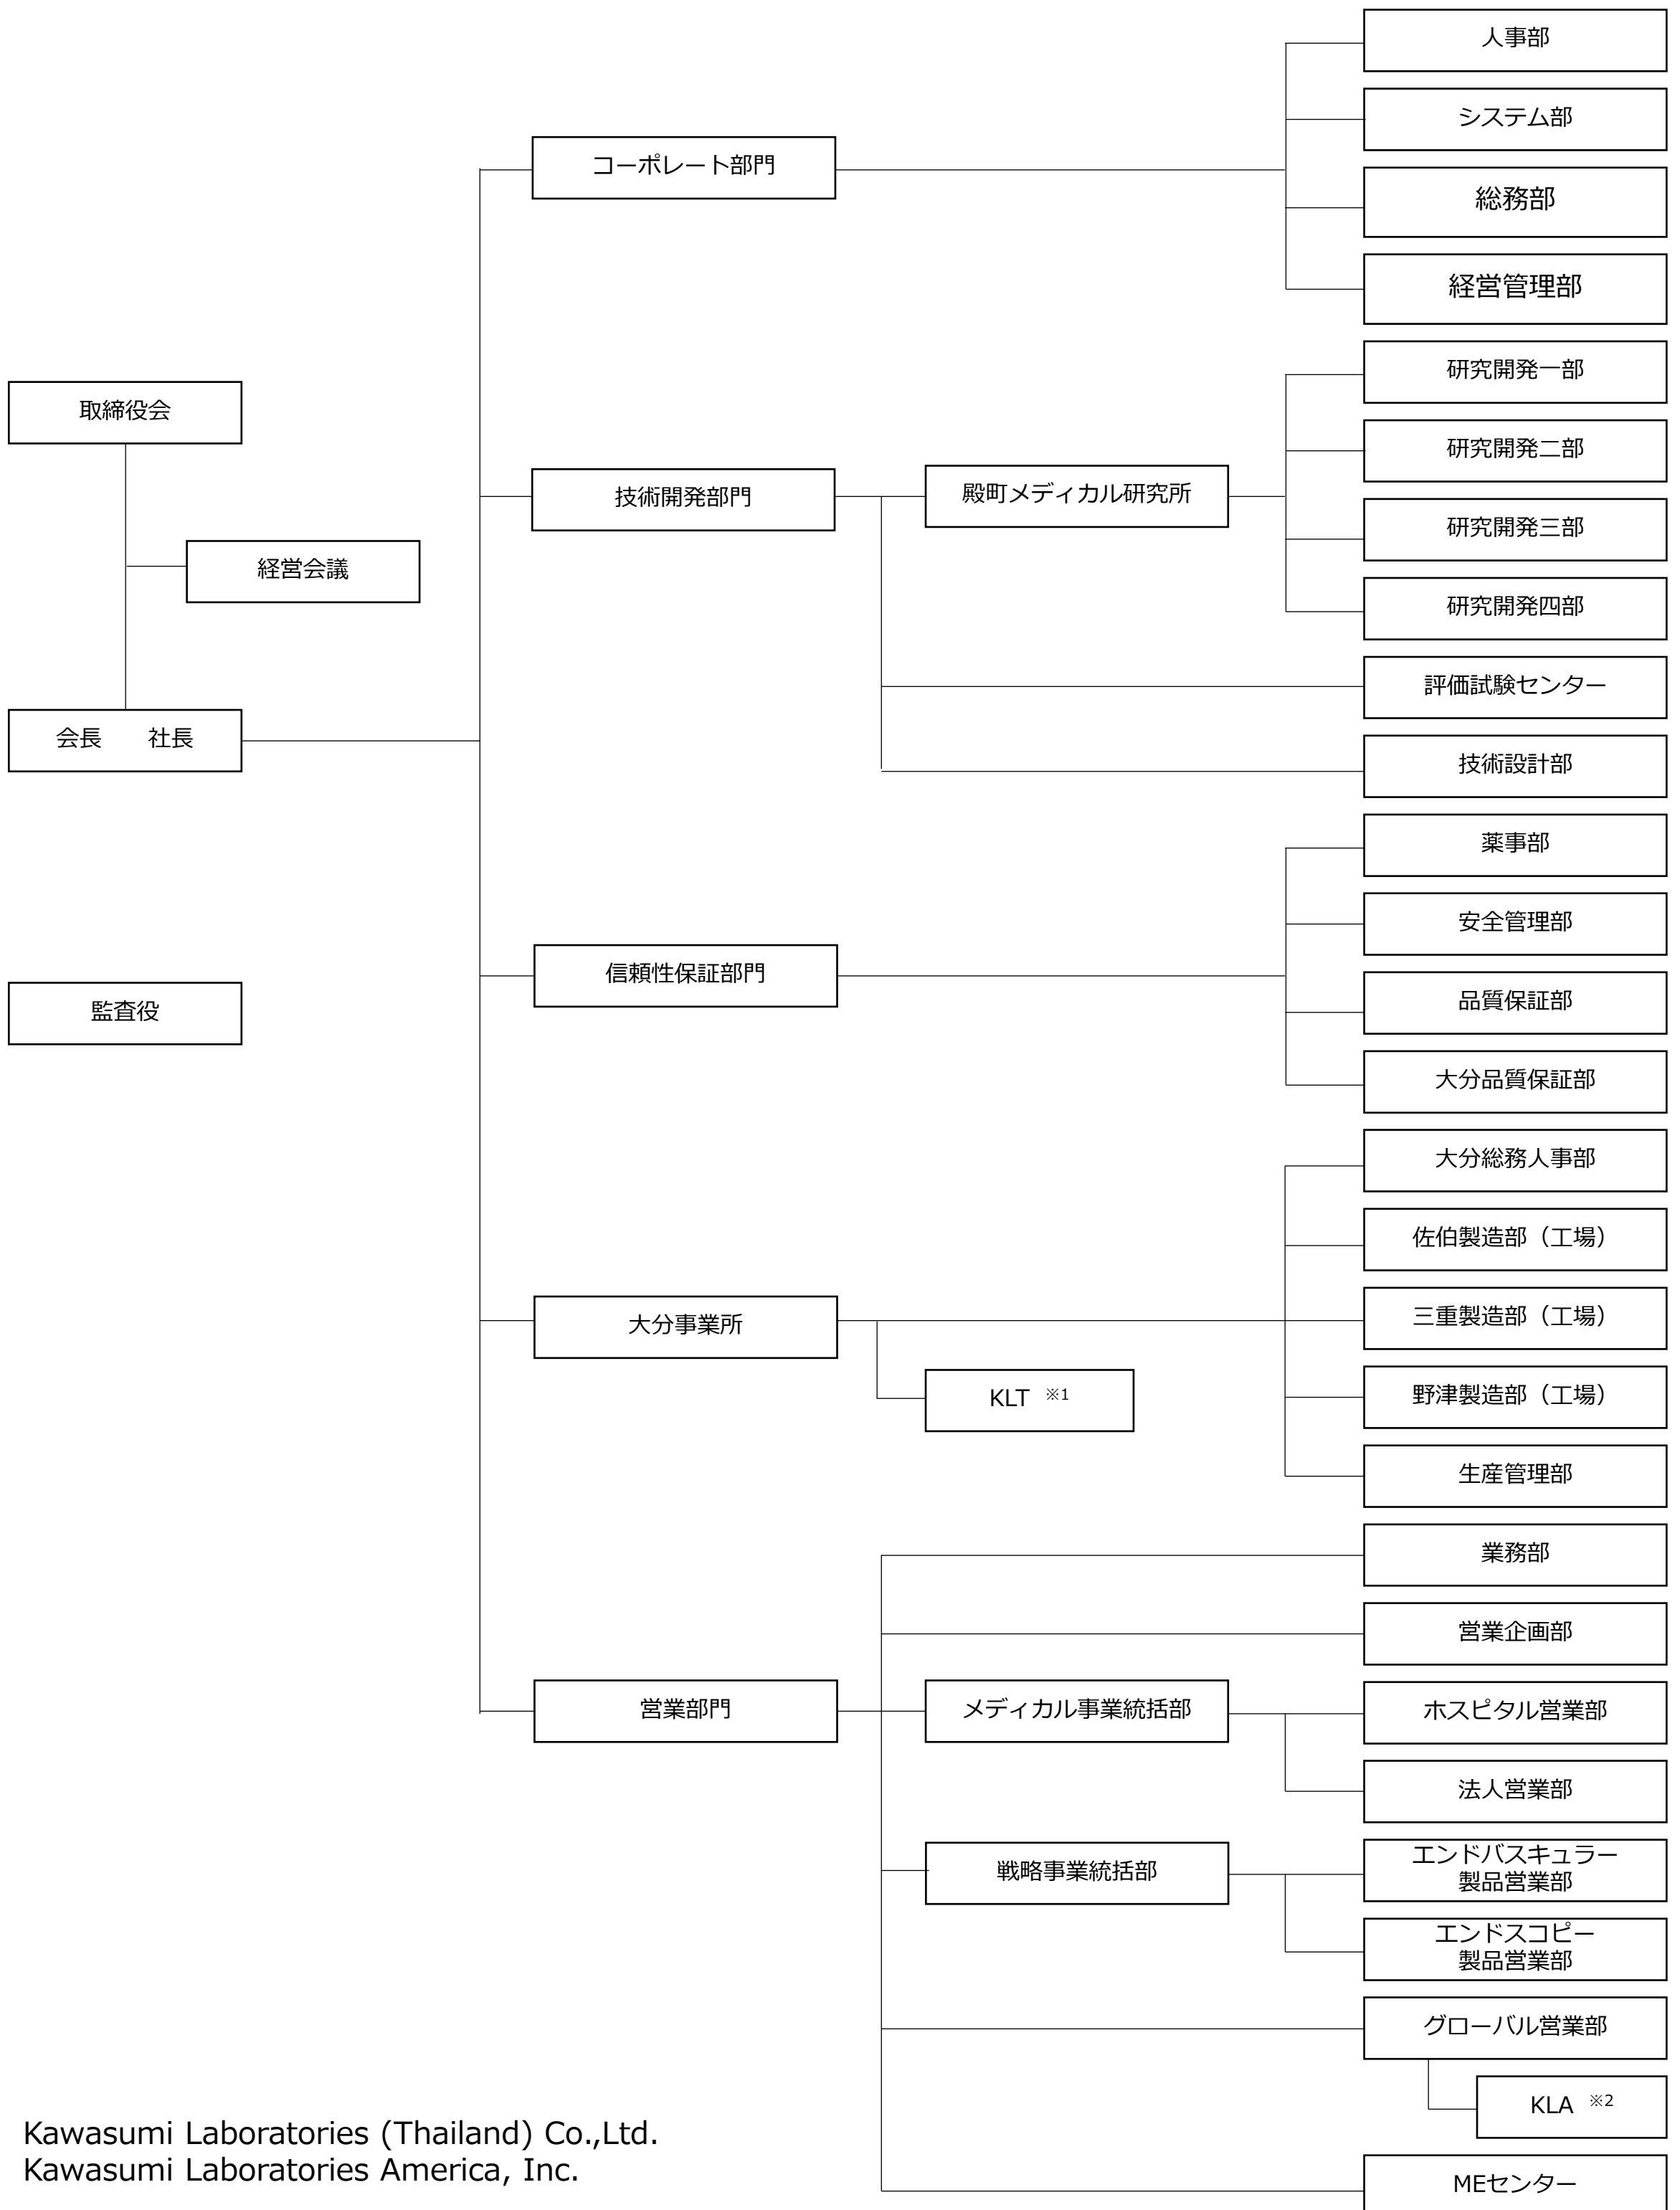 人事部
システム部
コーポレート部門
総務部
経営管理部
研究開発一部
取締役会
研究開発二部
技術開発部門
殿町メディカル研究所
研究開発三部
経営会議
研究開発四部
評価試験センター
会長　　社長
技術設計部
薬事部
安全管理部
信頼性保証部門
品質保証部
監査役
大分品質保証部
大分総務人事部
佐伯製造部（工場）
大分事業所
三重製造部（工場）
KLT ※1
野津製造部（工場）
生産管理部
業務部
営業企画部
営業部門
メディカル事業統括部
ホスピタル営業部
法人営業部
戦略事業統括部
エンドバスキュラー
製品営業部
エンドスコピー
製品営業部
グローバル営業部
KLA ※2
Kawasumi Laboratories (Thailand) Co.,Ltd.
Kawasumi Laboratories America, Inc.
MEセンター